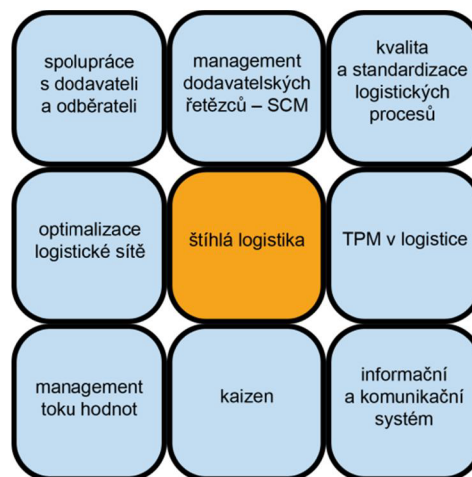 spolupráce
s dodavateli
a odběrateli
management
dodavatelských
řetězců – SCM
kvalita
a standardizace
logistických
procesů
optimalizace
logistické sítě
štíhlá logistika
TPM v logistice
management
toku hodnot
kaizen
informační
a komunikační
systém